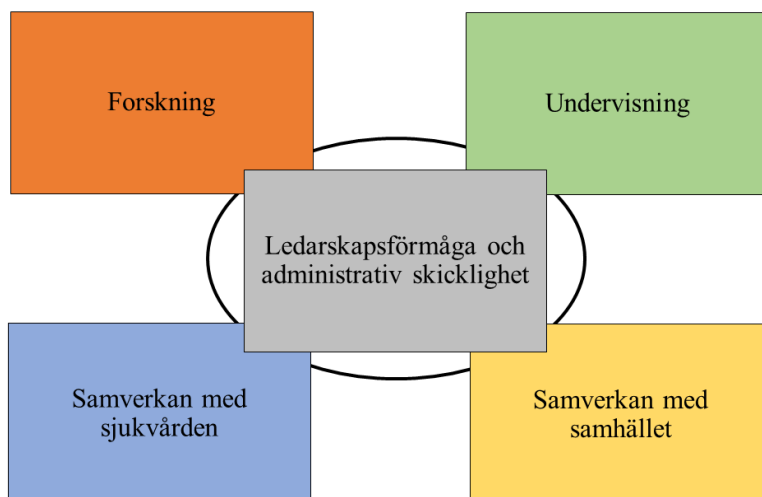 Forskning
Undervisning
Ledarskapsförmåga och
administrativ skicklighet
Samverkan med
sjukvården
Samverkan med
samhället